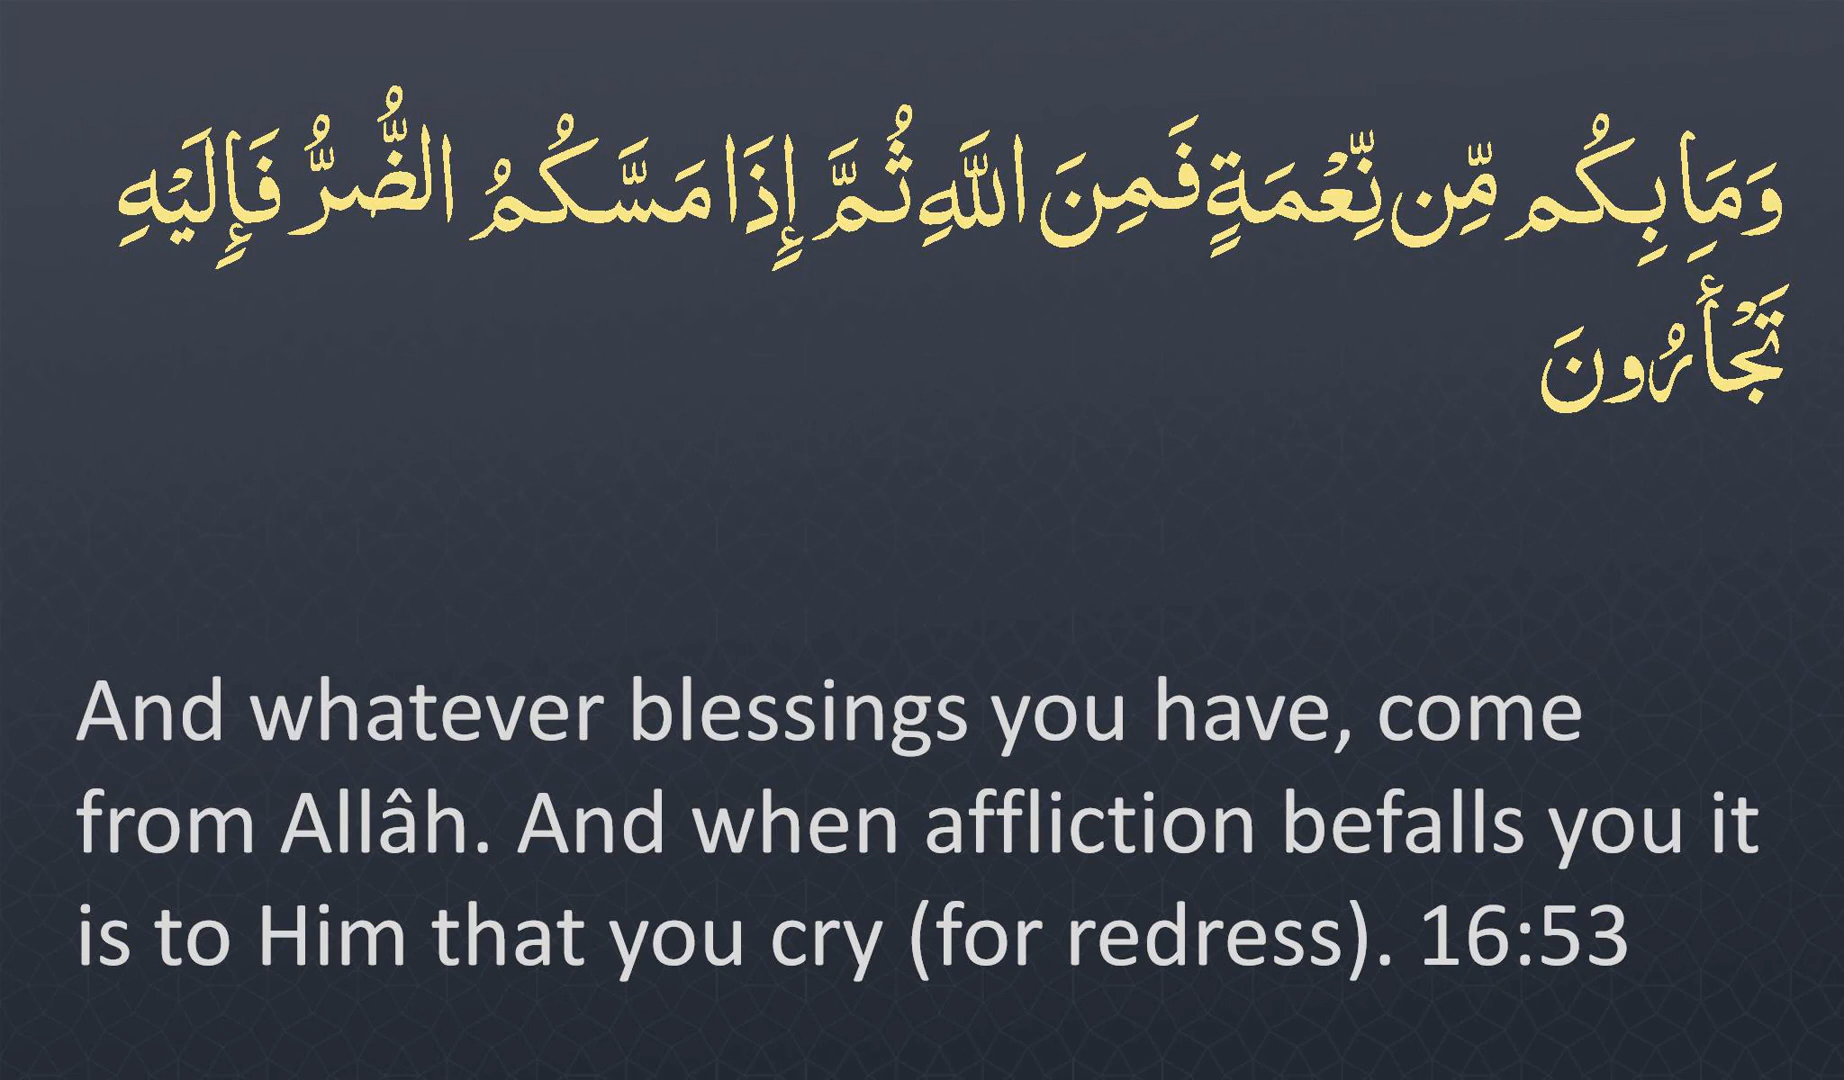 وَمَاِ بِكُم مِّن نِّعْمَةٍ فَمِنَ اللَّهِ ثُمَّ إِذَا مَسَّكُمُ الضُّرُّ فَإِلَيْهِ
تَجْأَرُونَ
And whatever blessings you have, come
from Allâh. And when affliction befalls you it
is to Him that you cry (for redress). 16:53